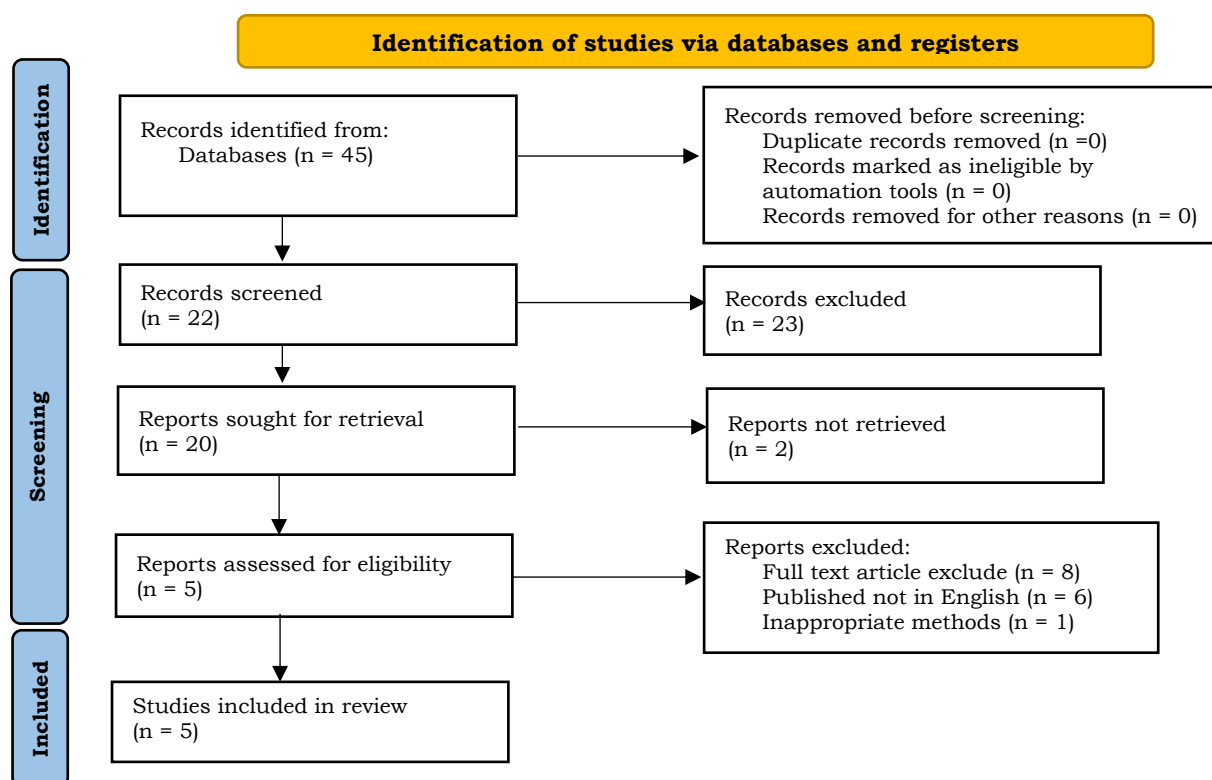 Identification of studies via databases and registers
Identification
Records identified from:
Databases (n = 45)
Records removed before screening:
Duplicate records removed (n =0)
Records marked as ineligible by
automation tools (n = 0)
Records removed for other reasons (n = 0)
Screening
Records screened
(n = 22)
Records excluded
(n = 23)
Reports sought for retrieval
(n = 20)
Reports not retrieved
(n = 2)
Reports assessed for eligibility
(n = 5)
Reports excluded:
Full text article exclude (n = 8)
Published not in English (n = 6)
Inappropriate methods (n = 1)
Included
Studies included in review
(n = 5)